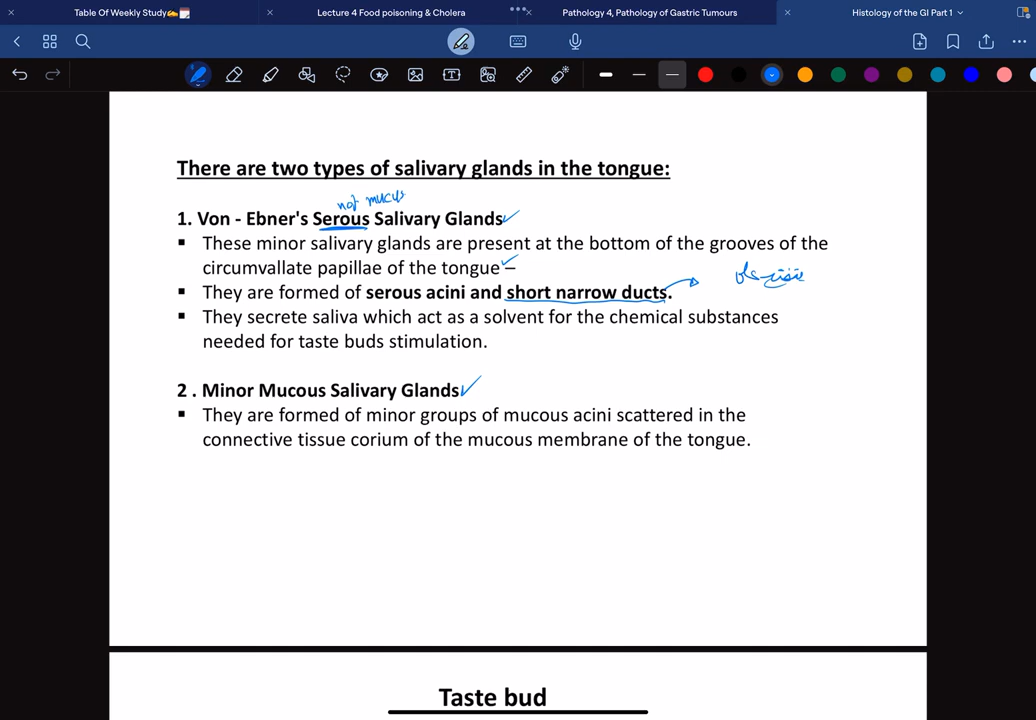 Table Of Weekly Study✍️🗓️
Lecture 4 Food poisoning & Cholera
Pathology 4, Pathology of Gastric Tumours
Histology of the GI Part 1
There are two types of salivary glands in the tongue:
not mucus
1. Von - Ebner's Serous Salivary Glands
▪ These minor salivary glands are present at the bottom of the grooves of the
circumvallate papillae of the tongue
▪ They are formed of serous acini and short narrow ducts.
▪ They secrete saliva which act as a solvent for the chemical substances
needed for taste buds stimulation.
2 . Minor Mucous Salivary Glands
▪ They are formed of minor groups of mucous acini scattered in the
connective tissue corium of the mucous membrane of the tongue.
Taste bud